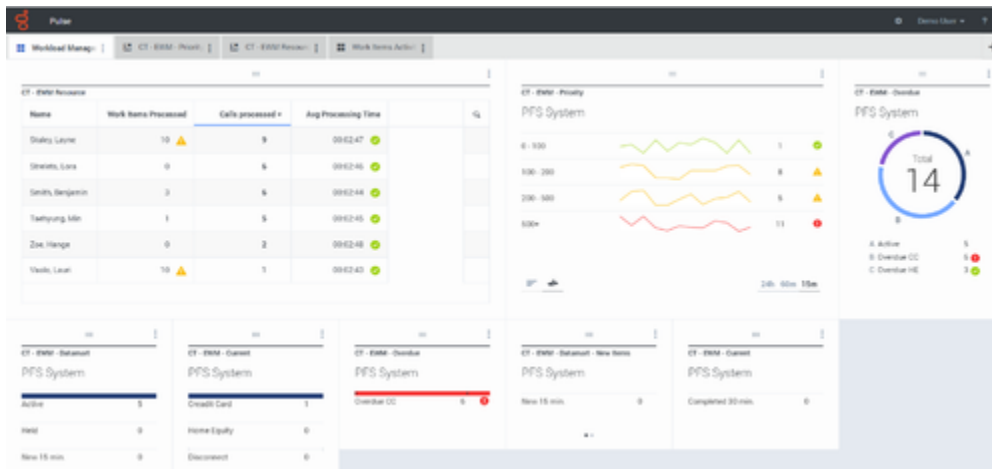 Pulse
Demo User
?
Workload Manage
CT - EWM - Priorit
CT - EWM Resourc
Work Items Activi
CT - EWM Resource
Name Work Items Processed Calls processed Avg Processing Time
Staley, Layne 10 9 00:02:47
Streiets, Lora 0 6 00:02:46
Smith, Benjamin 3 6 00:02:44
Taehyung, Min 1 5 00:02:45
Zoe, Hange 0 2 00:02:48
Lauri 10 1 00:02:43
CT - EWM - Priority
PFS System
0 - 100 1
100 - 200 8
200 - 500 5
500+ 11
24h 60m 15m
CT - EWM - Overdue
PFS System
C
A
Total
14
B
A Active 5
B Overdue CC 6
C Overdue HE 3
CT - EWM - Datamart
PFS System
Active 5
Held 0
New 15 min. 0
CT - EWM - Current
PFS System
Creadit Card 1
Home Equity 0
Disconnect 0
CT - EWM - Overdue
PFS System
Overdue CC 6
CT - EWM - Datamart - New Items
PFS System
New 15 min. 0
CT - EWM - Current
PFS System
Completed 30 min. 0